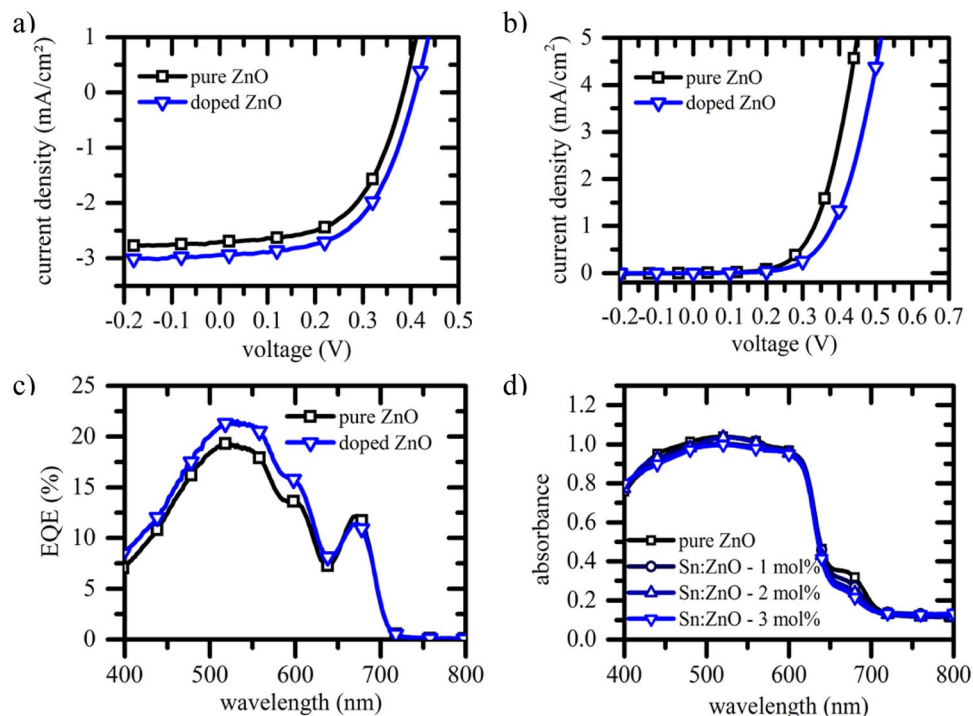 a)
1
0
-1
-2
-3
current density (mA/cm²)
pure ZnO
doped ZnO
-0.2 -0.1 0.0 0.1 0.2 0.3 0.4 0.5
voltage (V)
b)
5
4
3
2
1
0
current density (mA/cm²)
pure ZnO
doped ZnO
-0.2 -0.1 0.0 0.1 0.2 0.3 0.4 0.5 0.6 0.7
voltage (V)
c)
25
20
15
10
5
0
EQE (%)
pure ZnO
doped ZnO
400 500 600 700 800
wavelength (nm)
d)
1.2
1.0
0.8
0.6
0.4
0.2
0.0
absorbance
pure ZnO
Sn:ZnO - 1 mol%
Sn:ZnO - 2 mol%
Sn:ZnO - 3 mol%
400 500 600 700 800
wavelength (nm)